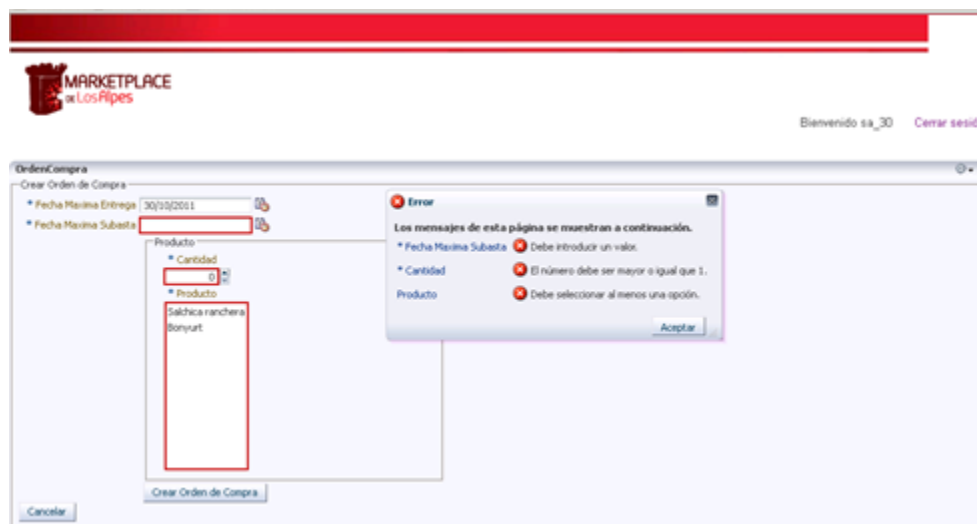 MARKETPLACE
DE LosAlpes
Bienvenido sa_30 Cerrar sesid
OrdenCompra
Crear Orden de Compra
* Fecha Maxima Entrega 30/10/2011
* Fecha Maxima Subasta
Producto
* Cantidad
0
* Producto
Salchica ranchera
Bonyurt
Crear Orden de Compra
Cancelar
Error
Los mensajes de esta página se muestran a continuación.
* Fecha Maxima Subasta Debe introducir un valor.
* Cantidad El número debe ser mayor o igual que 1.
Producto Debe seleccionar al menos una opción.
Aceptar